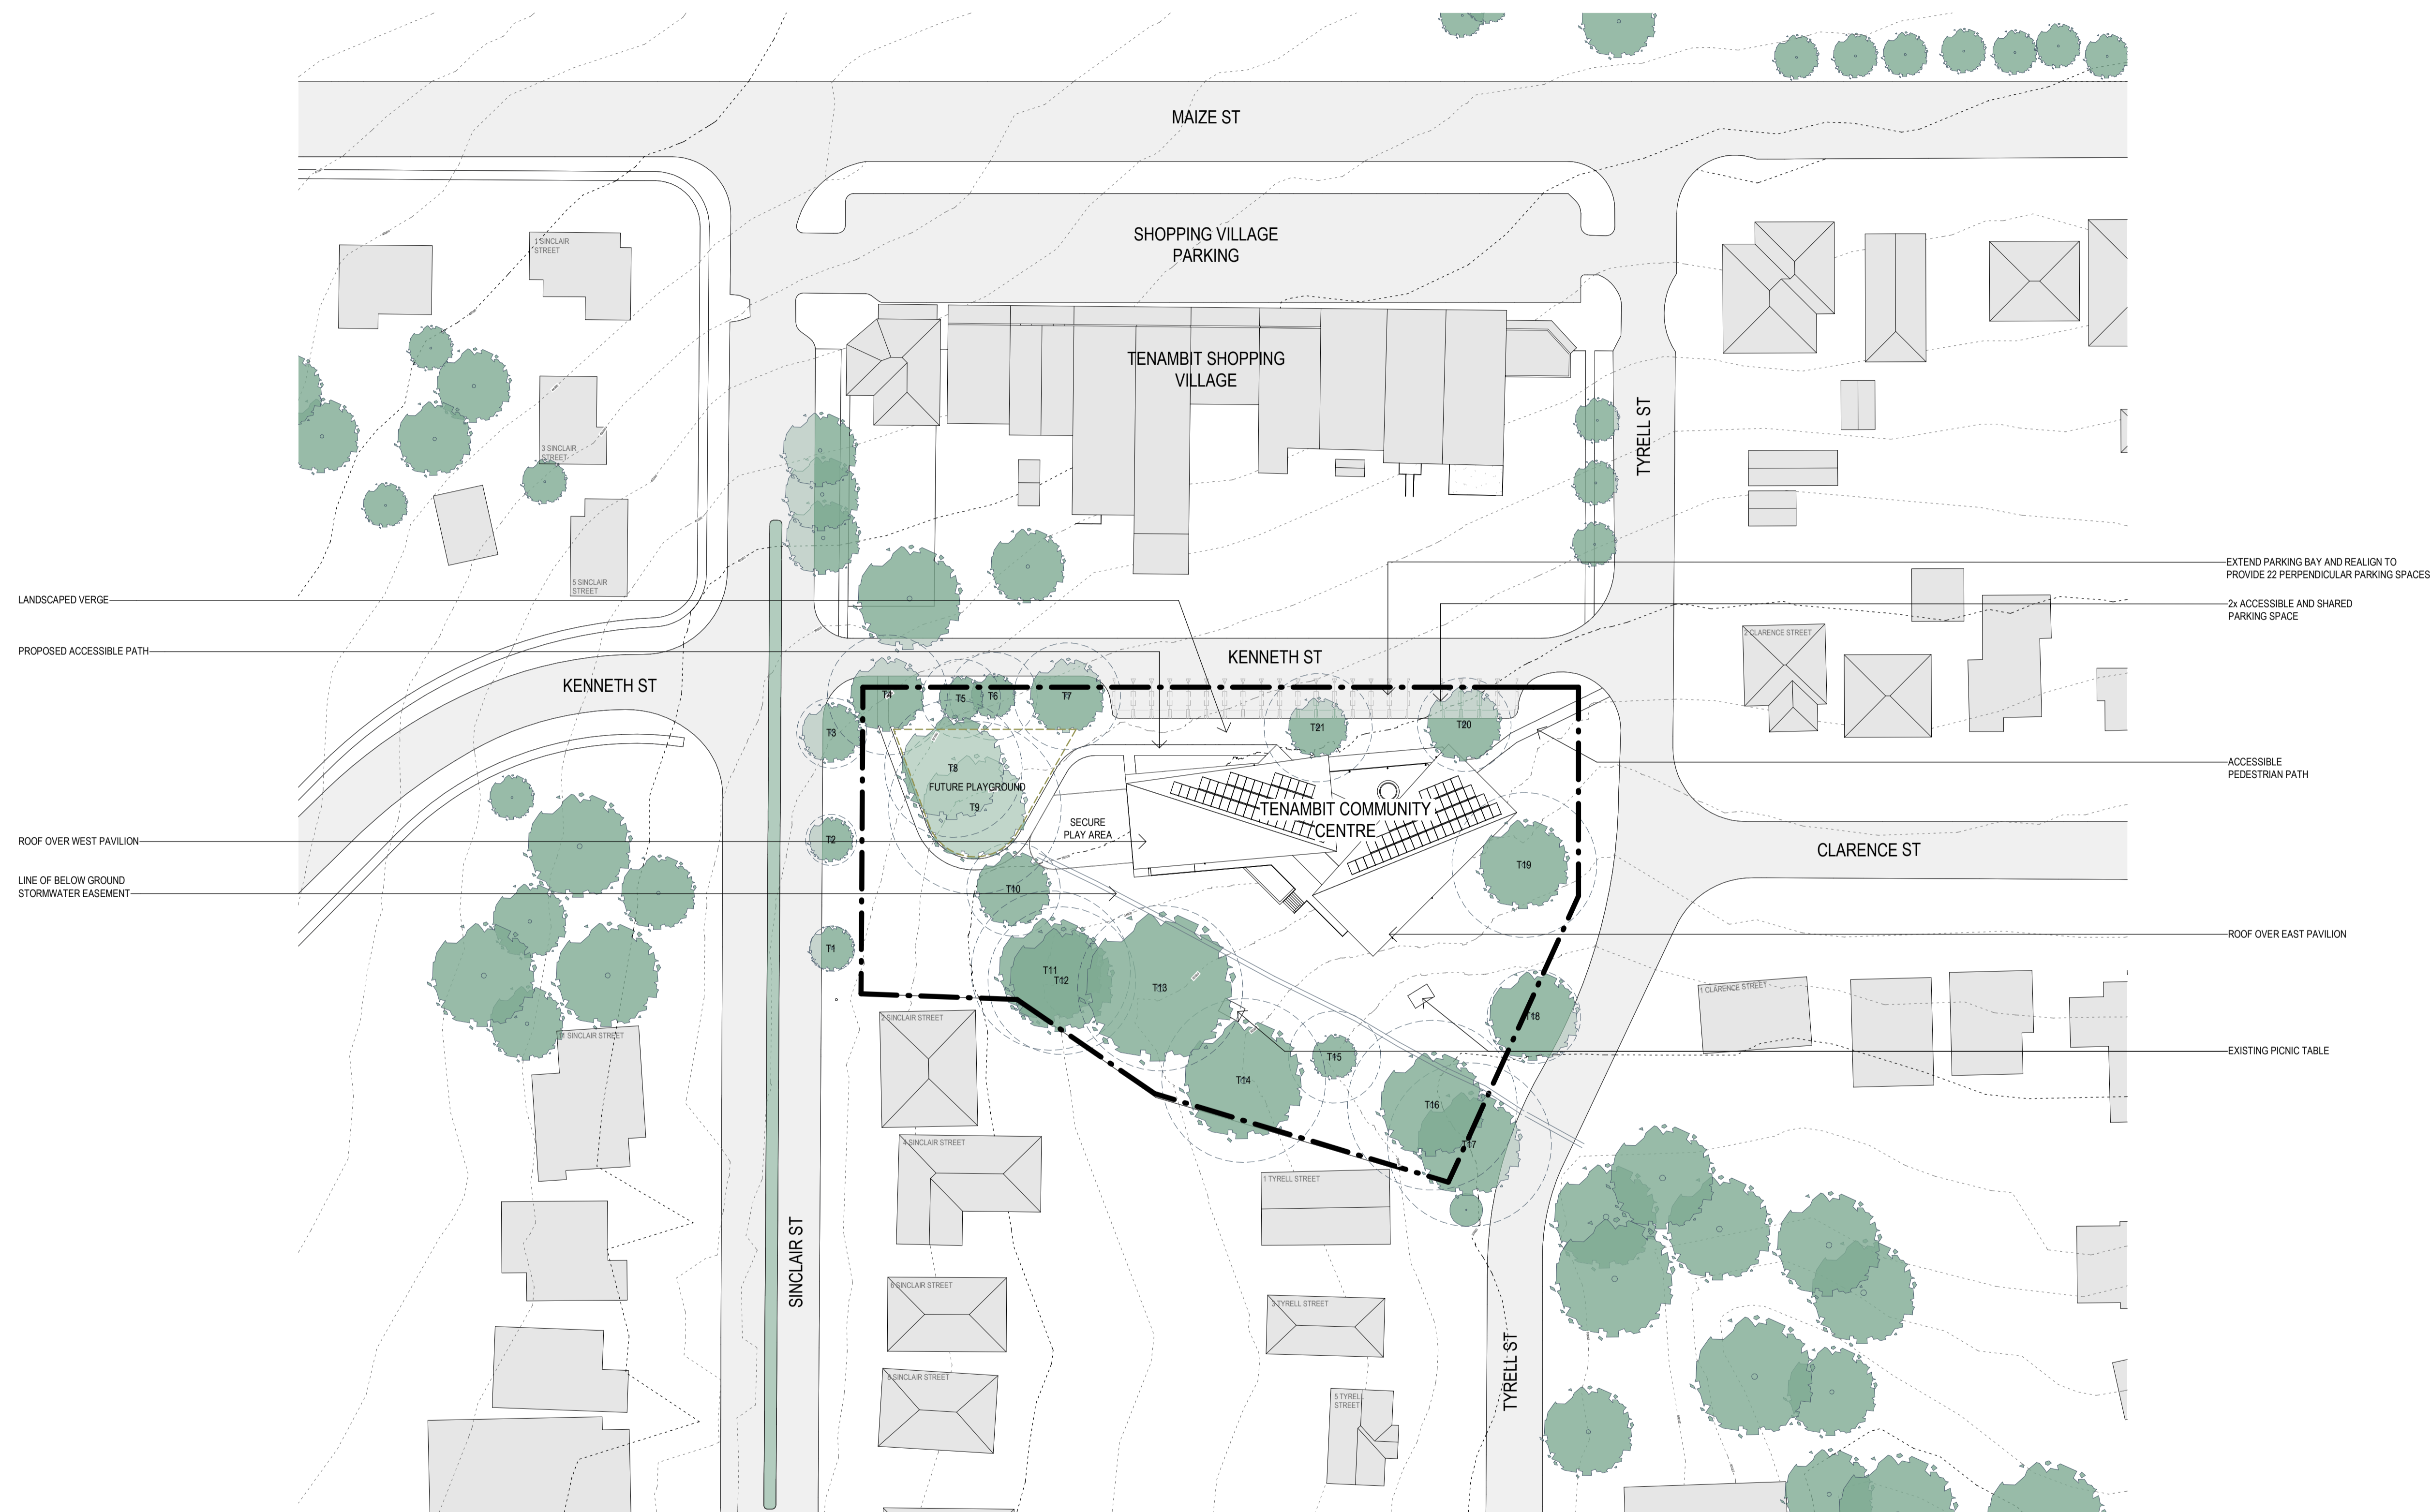 MAIZE ST
SHOPPING VILLAGE
PARKING
1 SINCLAIR
STREET
TENAMBIT SHOPPING
VILLAGE
TYRELL ST
3 SINCLAIR
STREET
5 SINCLAIR
STREET
EXTEND PARKING BAY AND REALIGN TO
PROVIDE 22 PERPENDICULAR PARKING SPACES
LANDSCAPED VERGE
2x ACCESSIBLE AND SHARED
PARKING SPACE
2 CLARENCE STREET
PROPOSED ACCESSIBLE PATH
KENNETH ST
KENNETH ST
T4
T5
T6
T7
T3
T21
T20
T8
FUTURE PLAYGROUND
T9
ACCESSIBLE
PEDESTRIAN PATH
TENAMBIT COMMUNITY
CENTRE
SECURE
PLAY AREA
ROOF OVER WEST PAVILION
T2
CLARENCE ST
T19
LINE OF BELOW GROUND
STORMWATER EASEMENT
T10
T1
ROOF OVER EAST PAVILION
T11
T12
T13
1 CLARENCE STREET
T18
2 SINCLAIR STREET
11 SINCLAIR STREET
T15
EXISTING PICNIC TABLE
T14
T16
T17
4 SINCLAIR STREET
1 TYRELL STREET
SINCLAIR ST
6 SINCLAIR STREET
3 TYRELL STREET
TYRELL ST
8 SINCLAIR STREET
5 TYRELL
STREET